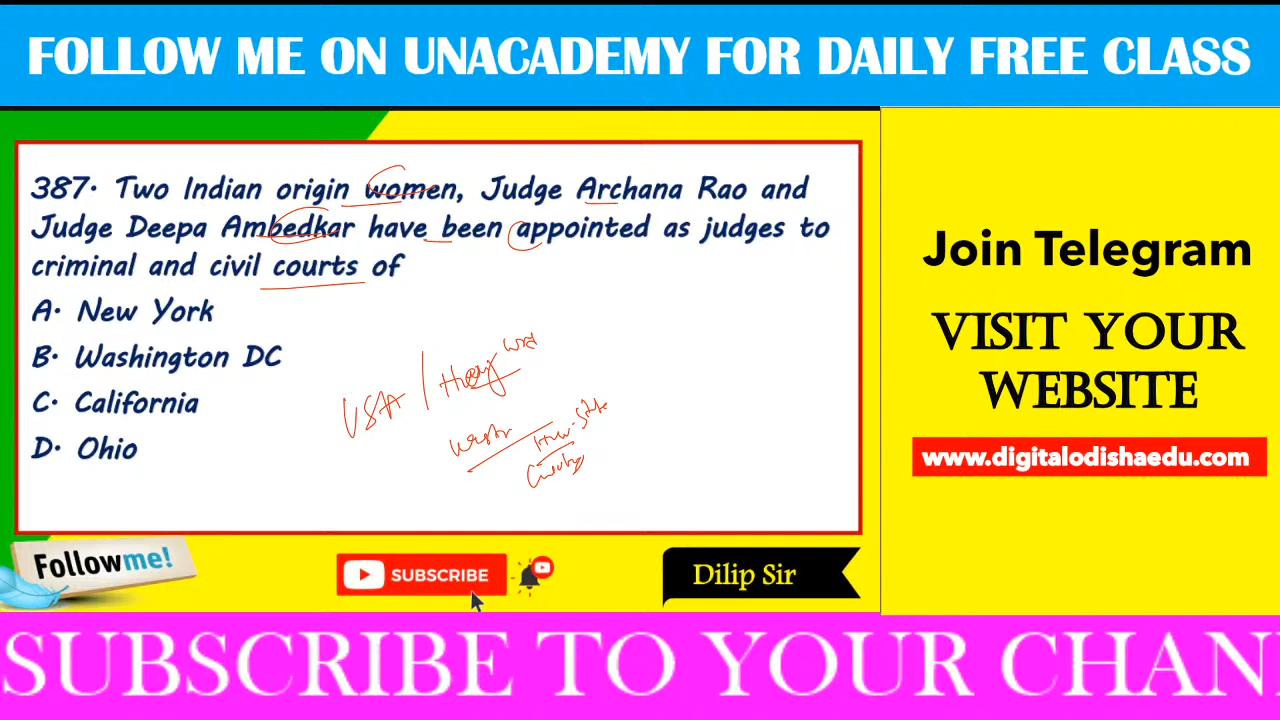 FOLLOW ME ON UNACADEMY FOR DAILY FREE CLASS
387. Two Indian origin women, Judge Archana Rao and
Judge Deepa Ambedkar have been appointed as judges to
criminal and civil courts of
A. New York
B. Washington DC
C. California
D. Ohio
USA
Join Telegram
VISIT YOUR
WEBSITE
www.digitalodishaedu.com
Followme!
SUBSCRIBE
Dilip Sir
SUBSCRIBE TO YOUR CHAN